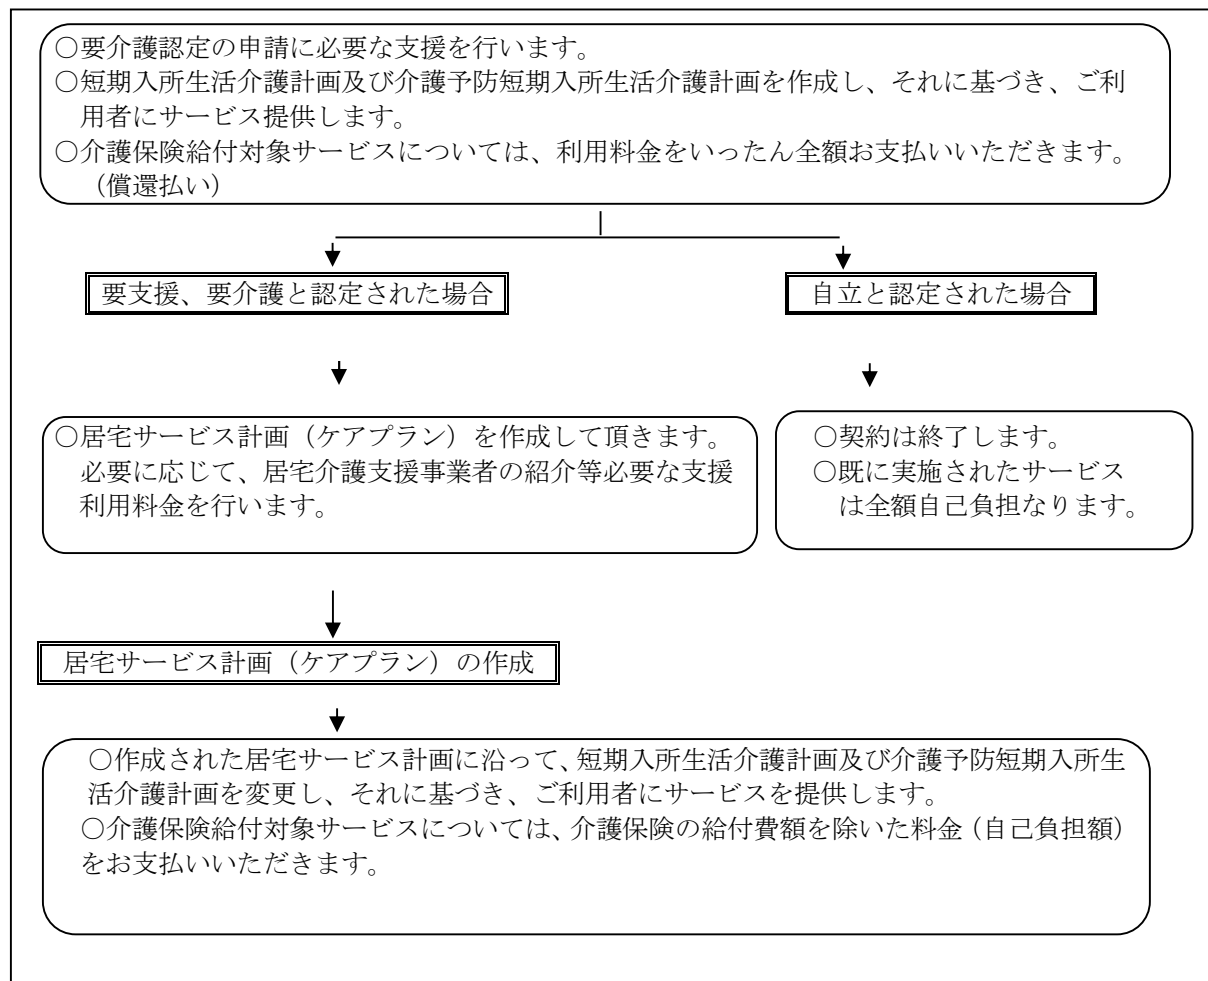 ○要介護認定の申請に必要な支援を行います。
○短期入所生活介護計画及び介護予防短期入所生活介護計画を作成し、それに基づき、ご利
用者にサービス提供します。
○介護保険給付対象サービスについては、利用料金をいったん全額お支払いいただきます。
（償還払い）
要支援、要介護と認定された場合
自立と認定された場合
○居宅サービス計画（ケアプラン）を作成して頂きます。
必要に応じて、居宅介護支援事業者の紹介等必要な支援
利用料金を行います。
○契約は終了します。
○既に実施されたサービス
は全額自己負担なります。
居宅サービス計画（ケアプラン）の作成
○作成された居宅サービス計画に沿って、短期入所生活介護計画及び介護予防短期入所生
活介護計画を変更し、それに基づき、ご利用者にサービスを提供します。
○介護保険給付対象サービスについては、介護保険の給付費額を除いた料金（自己負担額）
をお支払いいただきます。